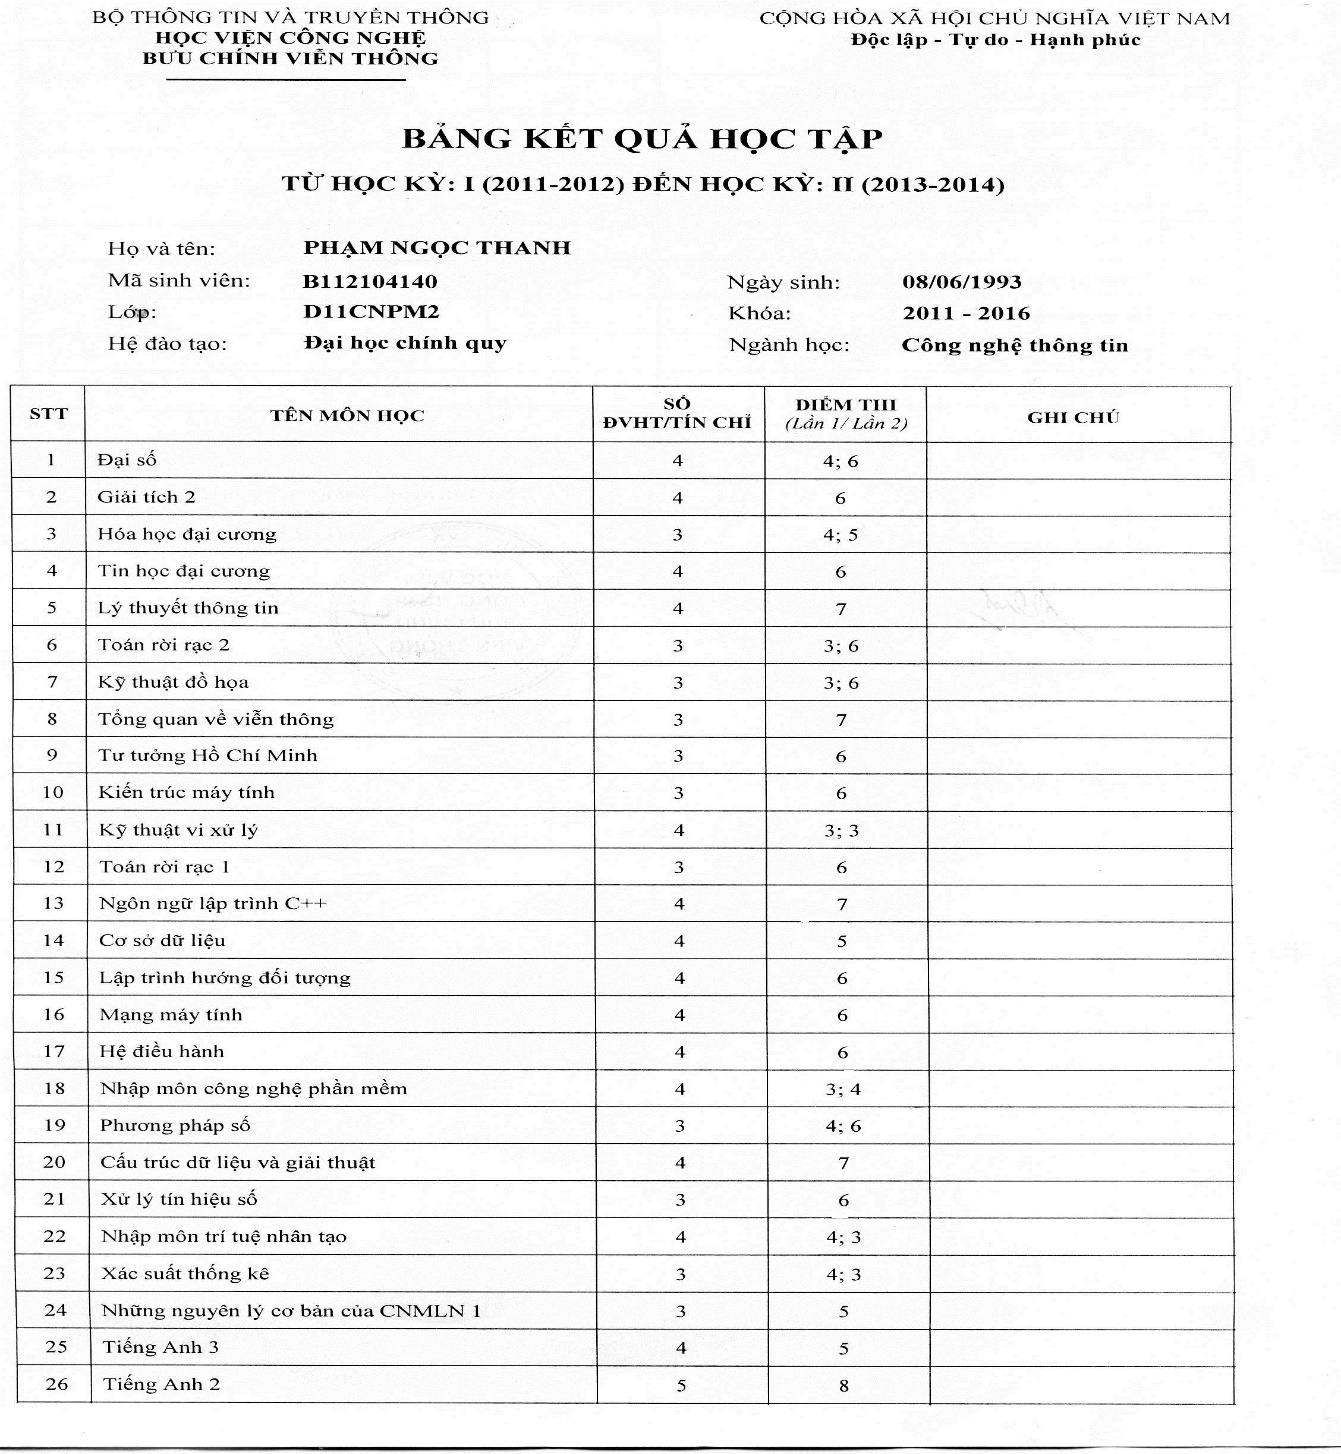 BỘ THÔNG TIN VÀ TRUYỀN THÔNG
HỌC VIỆN CÔNG NGHỆ
BƯU CHÍNH VIỄN THÔNG
CỘNG HÒA XÃ HỘI CHỦ NGHĨA VIỆT NAM
Độc lập - Tự do - Hạnh phúc
BẢNG KẾT QUẢ HỌC TẬP
TỪ HỌC KỲ: I (2011-2012) ĐẾN HỌC KỲ: II (2013-2014)
Họ và tên: PHẠM NGỌC THANH
Mã sinh viên: B112104140 Ngày sinh: 08/06/1993
Lớp: D11CNPM2 Khóa: 2011 - 2016
Hệ đào tạo: Đại học chính quy Ngành học: Công nghệ thông tin
STT TÊN MÔN HỌC SỐ ĐVHT/TÍN CHỈ ĐIỂM THI (Lần 1/ Lần 2) GHI CHÚ
1 Đại số 4 4; 6
2 Giải tích 2 4 6
3 Hóa học đại cương 3 4; 5
4 Tin học đại cương 4 6
5 Lý thuyết thông tin 4 7
6 Toán rời rạc 2 3 3; 6
7 Kỹ thuật đồ họa 3 3; 6
8 Tổng quan về viễn thông 3 7
9 Tư tưởng Hồ Chí Minh 3 6
10 Kiến trúc máy tính 3 6
11 Kỹ thuật vi xử lý 4 3; 3
12 Toán rời rạc 1 3 6
13 Ngôn ngữ lập trình C++ 4 7
14 Cơ sở dữ liệu 4 5
15 Lập trình hướng đối tượng 4 6
16 Mạng máy tính 4 6
17 Hệ điều hành 4 6
18 Nhập môn công nghệ phần mềm 4 3; 4
19 Phương pháp số 3 4; 6
20 Cấu trúc dữ liệu và giải thuật 4 7
21 Xử lý tín hiệu số 3 6
22 Nhập môn trí tuệ nhân tạo 4 4; 3
23 Xác suất thống kê 3 4; 3
24 Những nguyên lý cơ bản của CNMLN 1 3 5
25 Tiếng Anh 3 4 5
26 Tiếng Anh 2 5 8